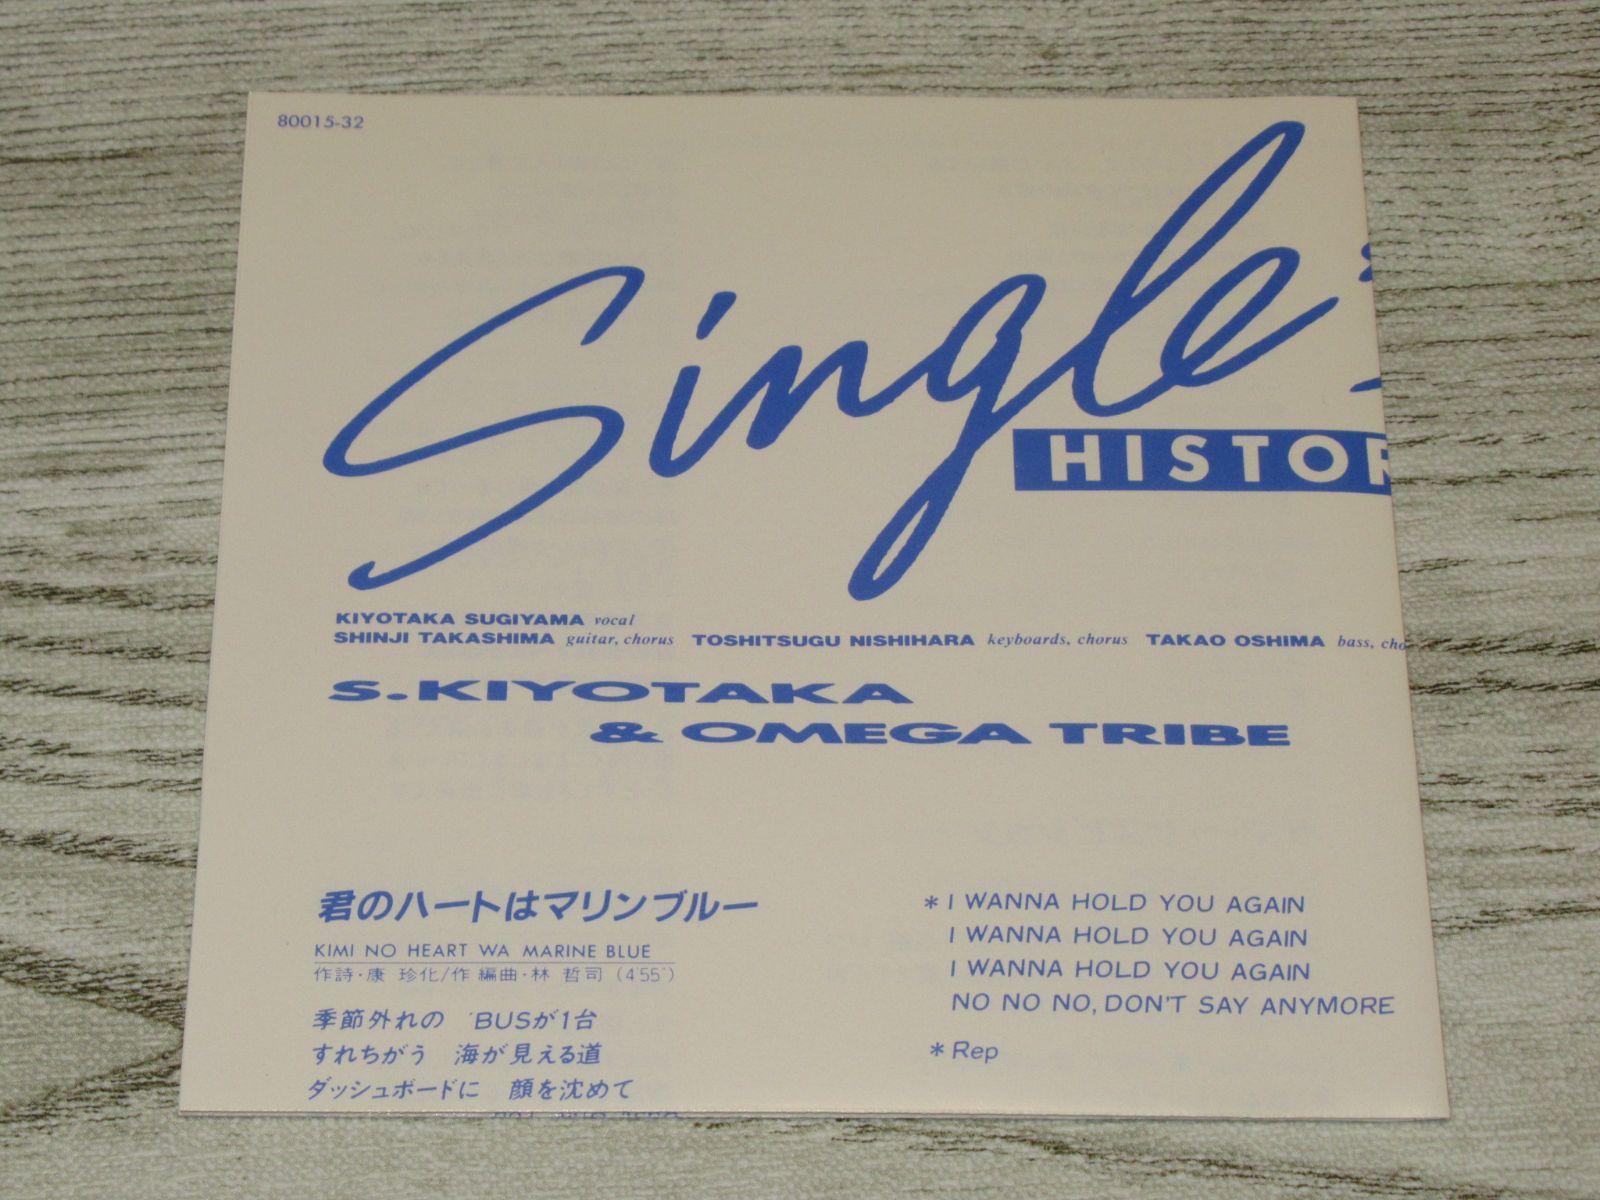 80015-32
Single
HISTOR
KIYOTAKA SUGIYAMA vocal
SHINJI TAKASHIMA guitar, chorus TOSHITSUGU NISHIHARA keyboards, chorus TAKAO OSHIMA bass, cho
S.KIYOTAKA
& OMEGA TRIBE
君のハートはマリンブルー
KIMI NO HEART WA MARINE BLUE
作詩・康 珍化/作編曲・林 哲司 (4'55")
季節外れの 'BUSが1台
すれちがう 海が見える道
ダッシュボードに 顔を沈めて
*I WANNA HOLD YOU AGAIN
I WANNA HOLD YOU AGAIN
I WANNA HOLD YOU AGAIN
NO NO NO, DON'T SAY ANYMORE
*Rep